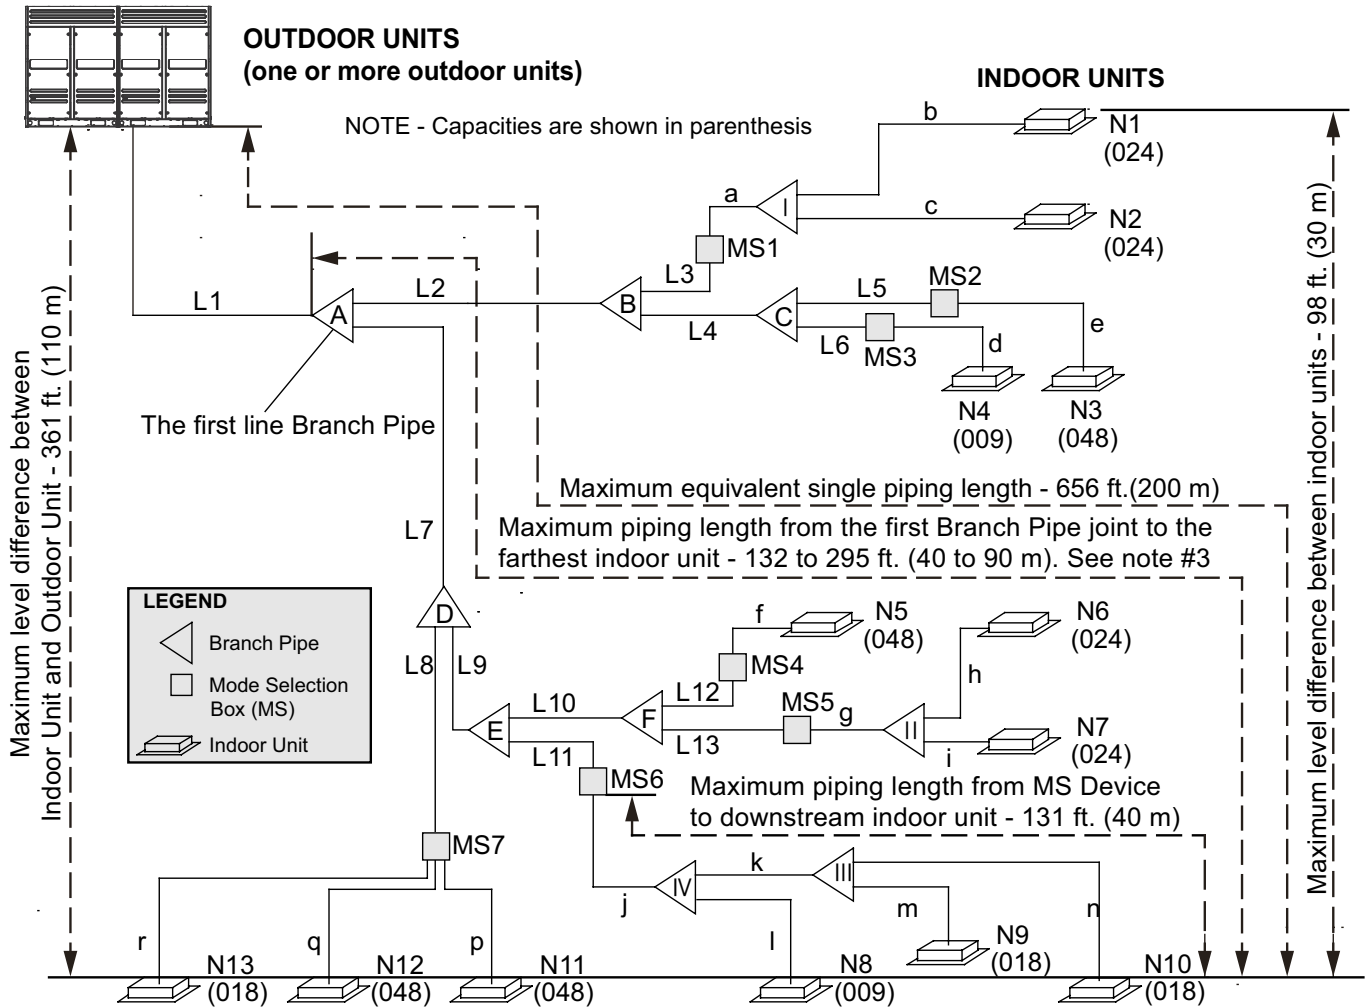 OUTDOOR UNITS
(one or more outdoor units)
INDOOR UNITS
NOTE - Capacities are shown in parenthesis
b
N1
(024)
a
I
c
N2
(024)
MS1
L3
L1
A
L2
B
L4
C
L5
MS2
L6
MS3
d
e
N4
(009)
N3
(048)
The first line Branch Pipe
Maximum equivalent single piping length - 656 ft.(200 m)
Maximum piping length from the first Branch Pipe joint to the
farthest indoor unit - 132 to 295 ft. (40 to 90 m). See note #3
L7
D
L8
L9
LEGEND
Branch Pipe
Mode Selection
Box (MS)
Indoor Unit
f
N5
(048)
N6
(024)
MS4
h
L12
L10
F
MS5
g
II
E
L13
N7
(024)
i
L11
MS6
Maximum piping length from MS Device
to downstream indoor unit - 131 ft. (40 m)
MS7
k
III
IV
j
m
n
r
q
p
l
N9
(018)
N13
(018)
N12
(048)
N11
(048)
N8
(009)
N10
(018)
Maximum level difference between
Indoor Unit and Outdoor Unit - 361 ft. (110 m)
Maximum level difference between indoor units - 98 ft. (30 m)